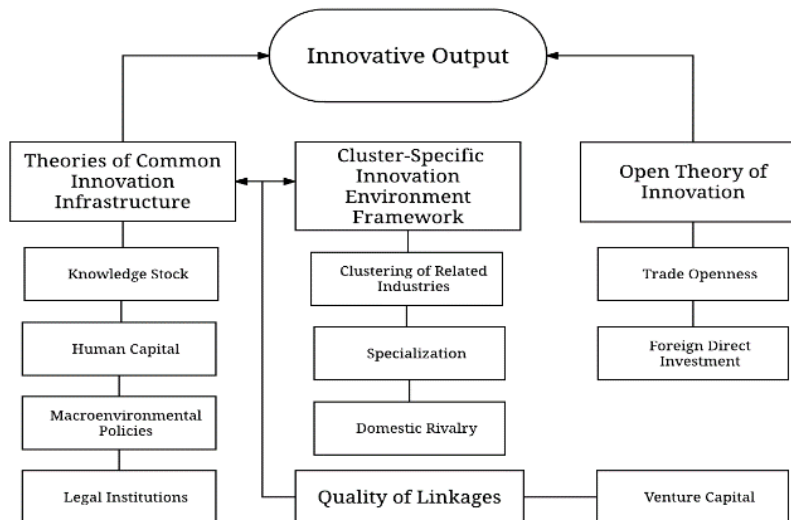 Innovative Output
Theories of Common
Innovation
Infrastructure
Cluster-Specific
Innovation
Environment
Framework
Open Theory of
Innovation
Knowledge Stock
Clustering of Related
Industries
Trade Openness
Human Capital
Specialization
Foreign Direct
Investment
Macroenvironmental
Policies
Domestic Rivalry
Legal Institutions
Quality of Linkages
Venture Capital